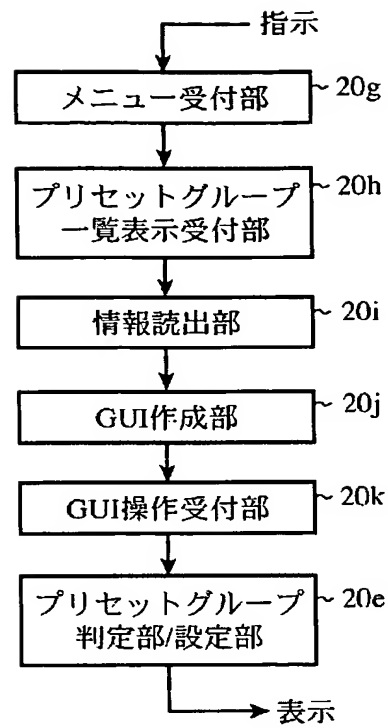 指示
メニュー受付部
20g
プリセットグループ
一覧表示受付部
20h
情報読出部
20i
GUI作成部
20j
GUI操作受付部
20k
プリセットグループ
判定部/設定部
20e
表示